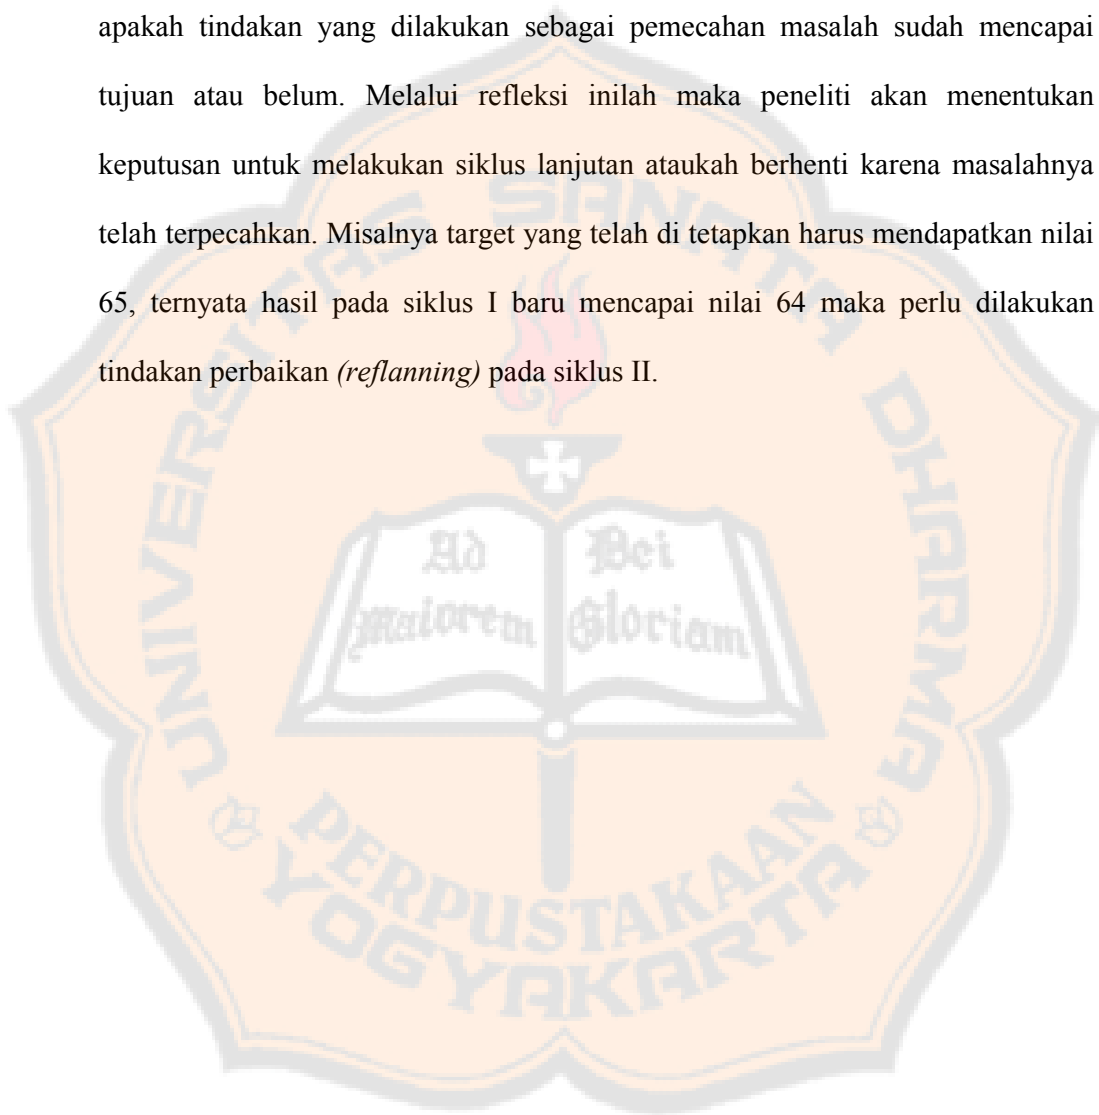 apakah tindakan yang dilakukan sebagai pemecahan masalah sudah mencapai
tujuan atau belum. Melalui refleksi inilah maka peneliti akan menentukan
keputusan untuk melakukan siklus lanjutan ataukah berhenti karena masalahnya
telah terpecahkan. Misalnya target yang telah di tetapkan harus mendapatkan nilai
65, ternyata hasil pada siklus I baru mencapai nilai 64 maka perlu dilakukan
tindakan perbaikan (reflanning) pada siklus II.
UNIVERSITAS SANATA DHARMA
Ad Dei
maiorem Gloriam
PERPUSTAKAAN
YOGYAKARTA